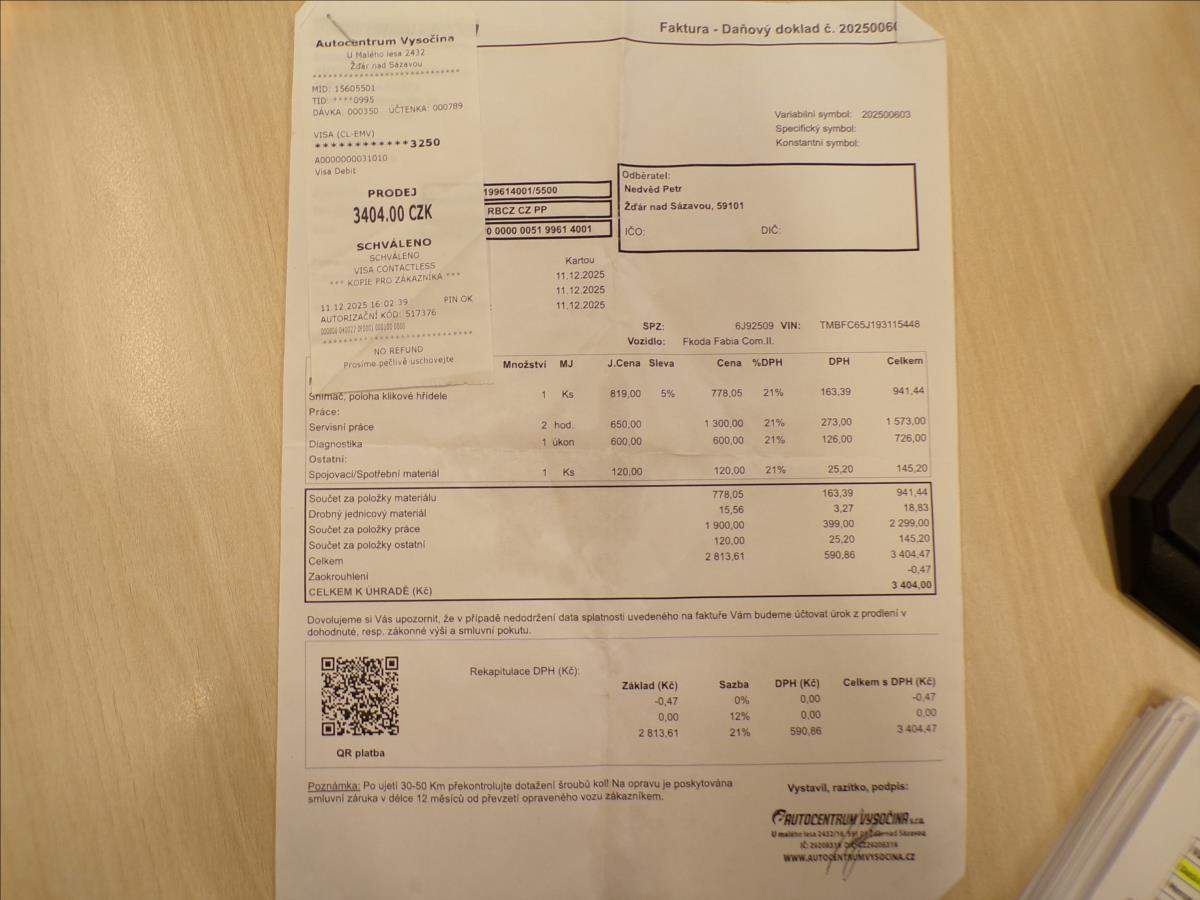 Autocentrum Vysočina
U Malého lesa 2432
Žďár nad Sázavou
MID: 15605501
TID: ****0995
DÁVKA: 000350 ÚČTENKA: 000789
VISA (CL-EMV)
************3250
A0000000031010
Visa Debit
PRODEJ
3404.00 CZK
SCHVÁLENO
SCHVÁLENO
VISA CONTACTLESS
*** KOPIE PRO ZÁKAZNÍKA ***
11.12.2025 16:02:39 PIN OK
AUTORIZAČNÍ KÓD: 517376
NO REFUND
Prosíme pečlivě uschovejte
Faktura - Daňový doklad č. 2025006
Variabilní symbol: 202500603
Specifický symbol:
Konstantní symbol:
199614001/5500
RBCZ CZ PP
0 0000 0051 9961 4001
Odběratel:
Nedvěd Petr
Žďár nad Sázavou, 59101
IČO: DIČ:
Kartou
11.12.2025
11.12.2025
11.12.2025
SPZ: 6J92509 VIN: TMBFC65J193115448
Vozidlo: Fkoda Fabia Com.II.
Množství MJ J.Cena Sleva Cena %DPH DPH Celkem
Snímač, poloha klikové hřídele 1 Ks 819,00 5% 778,05 21% 163,39 941,44
Práce:
Servisní práce 2 hod. 650,00 1 300,00 21% 273,00 1 573,00
Diagnostika 1 úkon 600,00 600,00 21% 126,00 726,00
Ostatní:
Spojovací/Spotřební materiál 1 Ks 120,00 120,00 21% 25,20 145,20
Součet za položky materiálu 778,05 163,39 941,44
Drobný jednicový materiál 15,56 3,27 18,83
Součet za položky práce 1 900,00 399,00 2 299,00
Součet za položky ostatní 120,00 25,20 145,20
Celkem 2 813,61 590,86 3 404,47
Zaokrouhlení -0,47
CELKEM K ÚHRADĚ (Kč) 3 404,00
Dovolujeme si Vás upozornit, že v případě nedodržení data splatnosti uvedeného na faktuře Vám budeme účtovat úrok z prodlení v
dohodnuté, resp. zákonné výši a smluvní pokutu.
Rekapitulace DPH (Kč):
Základ (Kč) Sazba DPH (Kč) Celkem s DPH (Kč)
-0,47 0% 0,00 -0,47
0,00 12% 0,00 0,00
2 813,61 21% 590,86 3 404,47
QR platba
Poznámka: Po ujetí 30-50 Km překontrolujte dotažení šroubů kol! Na opravu je poskytována
smluvní záruka v délce 12 měsíců od převzetí opraveného vozu zákazníkem.
Vystavil, razítko, podpis:
AUTOCENTRUM VYSOČINA s.r.o.
U malého lesa 2432/16, 591 01 Žďár nad Sázavou
WWW.AUTOCENTRUMVYSOCINA.CZ